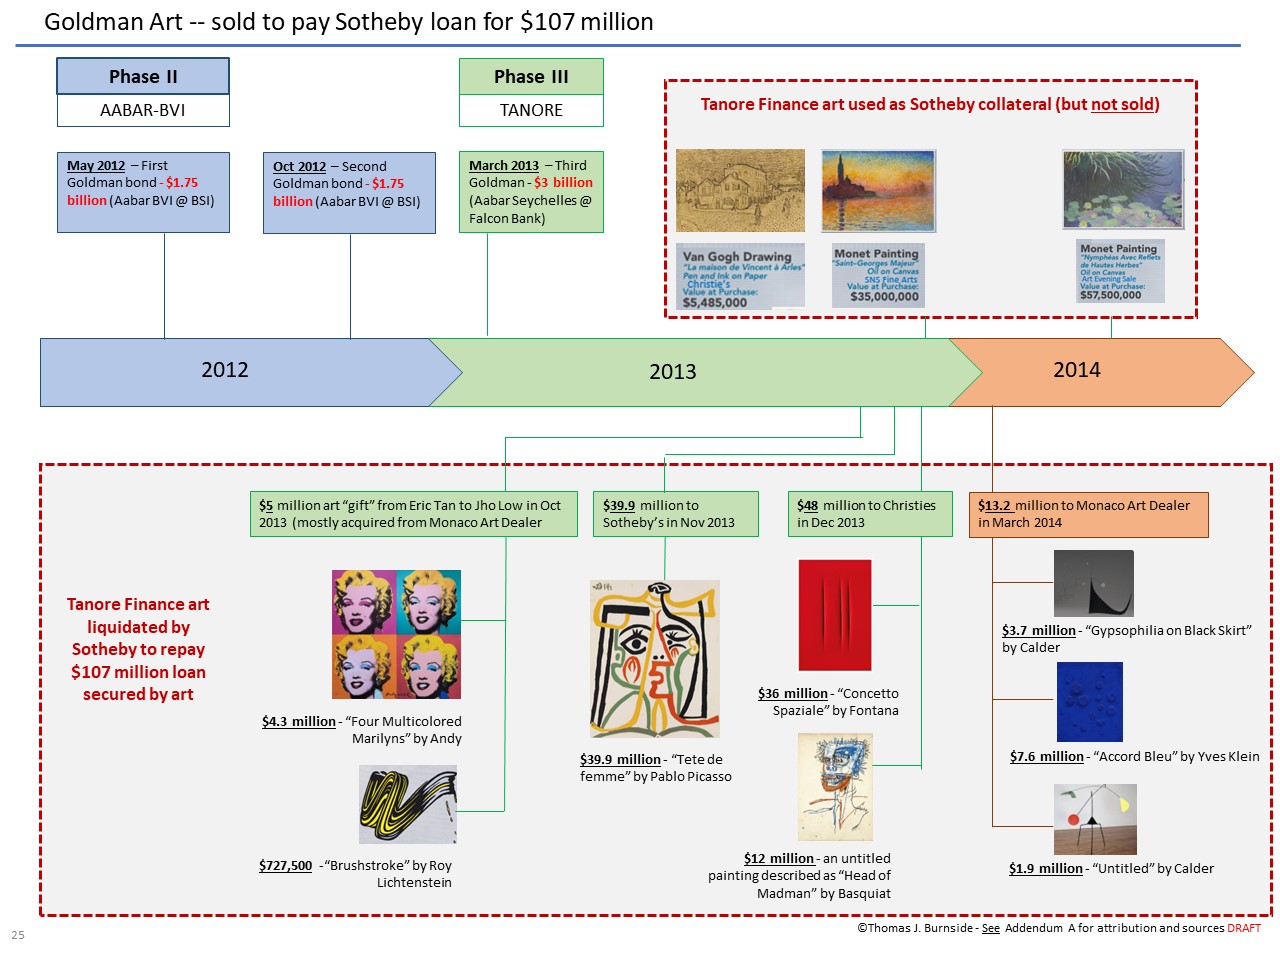 Goldman Art -- sold to pay Sotheby loan for $107 million
Phase II
AABAR-BVI
Phase III
TANORE
May 2012 – First
Goldman bond - $1.75
billion (Aabar BVI @ BSI)
Oct 2012 – Second
Goldman bond - $1.75
billion (Aabar BVI @ BSI)
March 2013 – Third
Goldman - $3 billion
(Aabar Seychelles @
Falcon Bank)
Tanore Finance art used as Sotheby collateral (but not sold)
Van Gogh Drawing
"La maison de Vincent à Arles"
Pen and Ink on Paper
Christie's
Value at Purchase:
$5,485,000
Monet Painting
"Saint-Georges Majeur"
Oil on Canvas
SNS Fine Arts
Value at Purchase:
$35,000,000
Monet Painting
"Nymphéas Avec Reflets
de Hautes Herbes"
Oil on Canvas
Art Evening Sale
Value at Purchase:
$57,500,000
2012
2013
2014
$5 million art “gift” from Eric Tan to Jho Low in Oct
2013 (mostly acquired from Monaco Art Dealer
$39.9 million to
Sotheby’s in Nov 2013
$48 million to Christies
in Dec 2013
$13.2 million to Monaco Art Dealer
in March 2014
Tanore Finance art
liquidated by
Sotheby to repay
$107 million loan
secured by art
$4.3 million - “Four Multicolored
Marilyns” by Andy
$727,500 -“Brushstroke” by Roy
Lichtenstein
$39.9 million - “Tete de
femme” by Pablo Picasso
$36 million - “Concetto
Spaziale” by Fontana
$12 million - an untitled
painting described as “Head of
Madman” by Basquiat
$3.7 million - “Gypsophilia on Black Skirt”
by Calder
$7.6 million - “Accord Bleu” by Yves Klein
$1.9 million - “Untitled” by Calder
25
©Thomas J. Burnside - See Addendum A for attribution and sources DRAFT